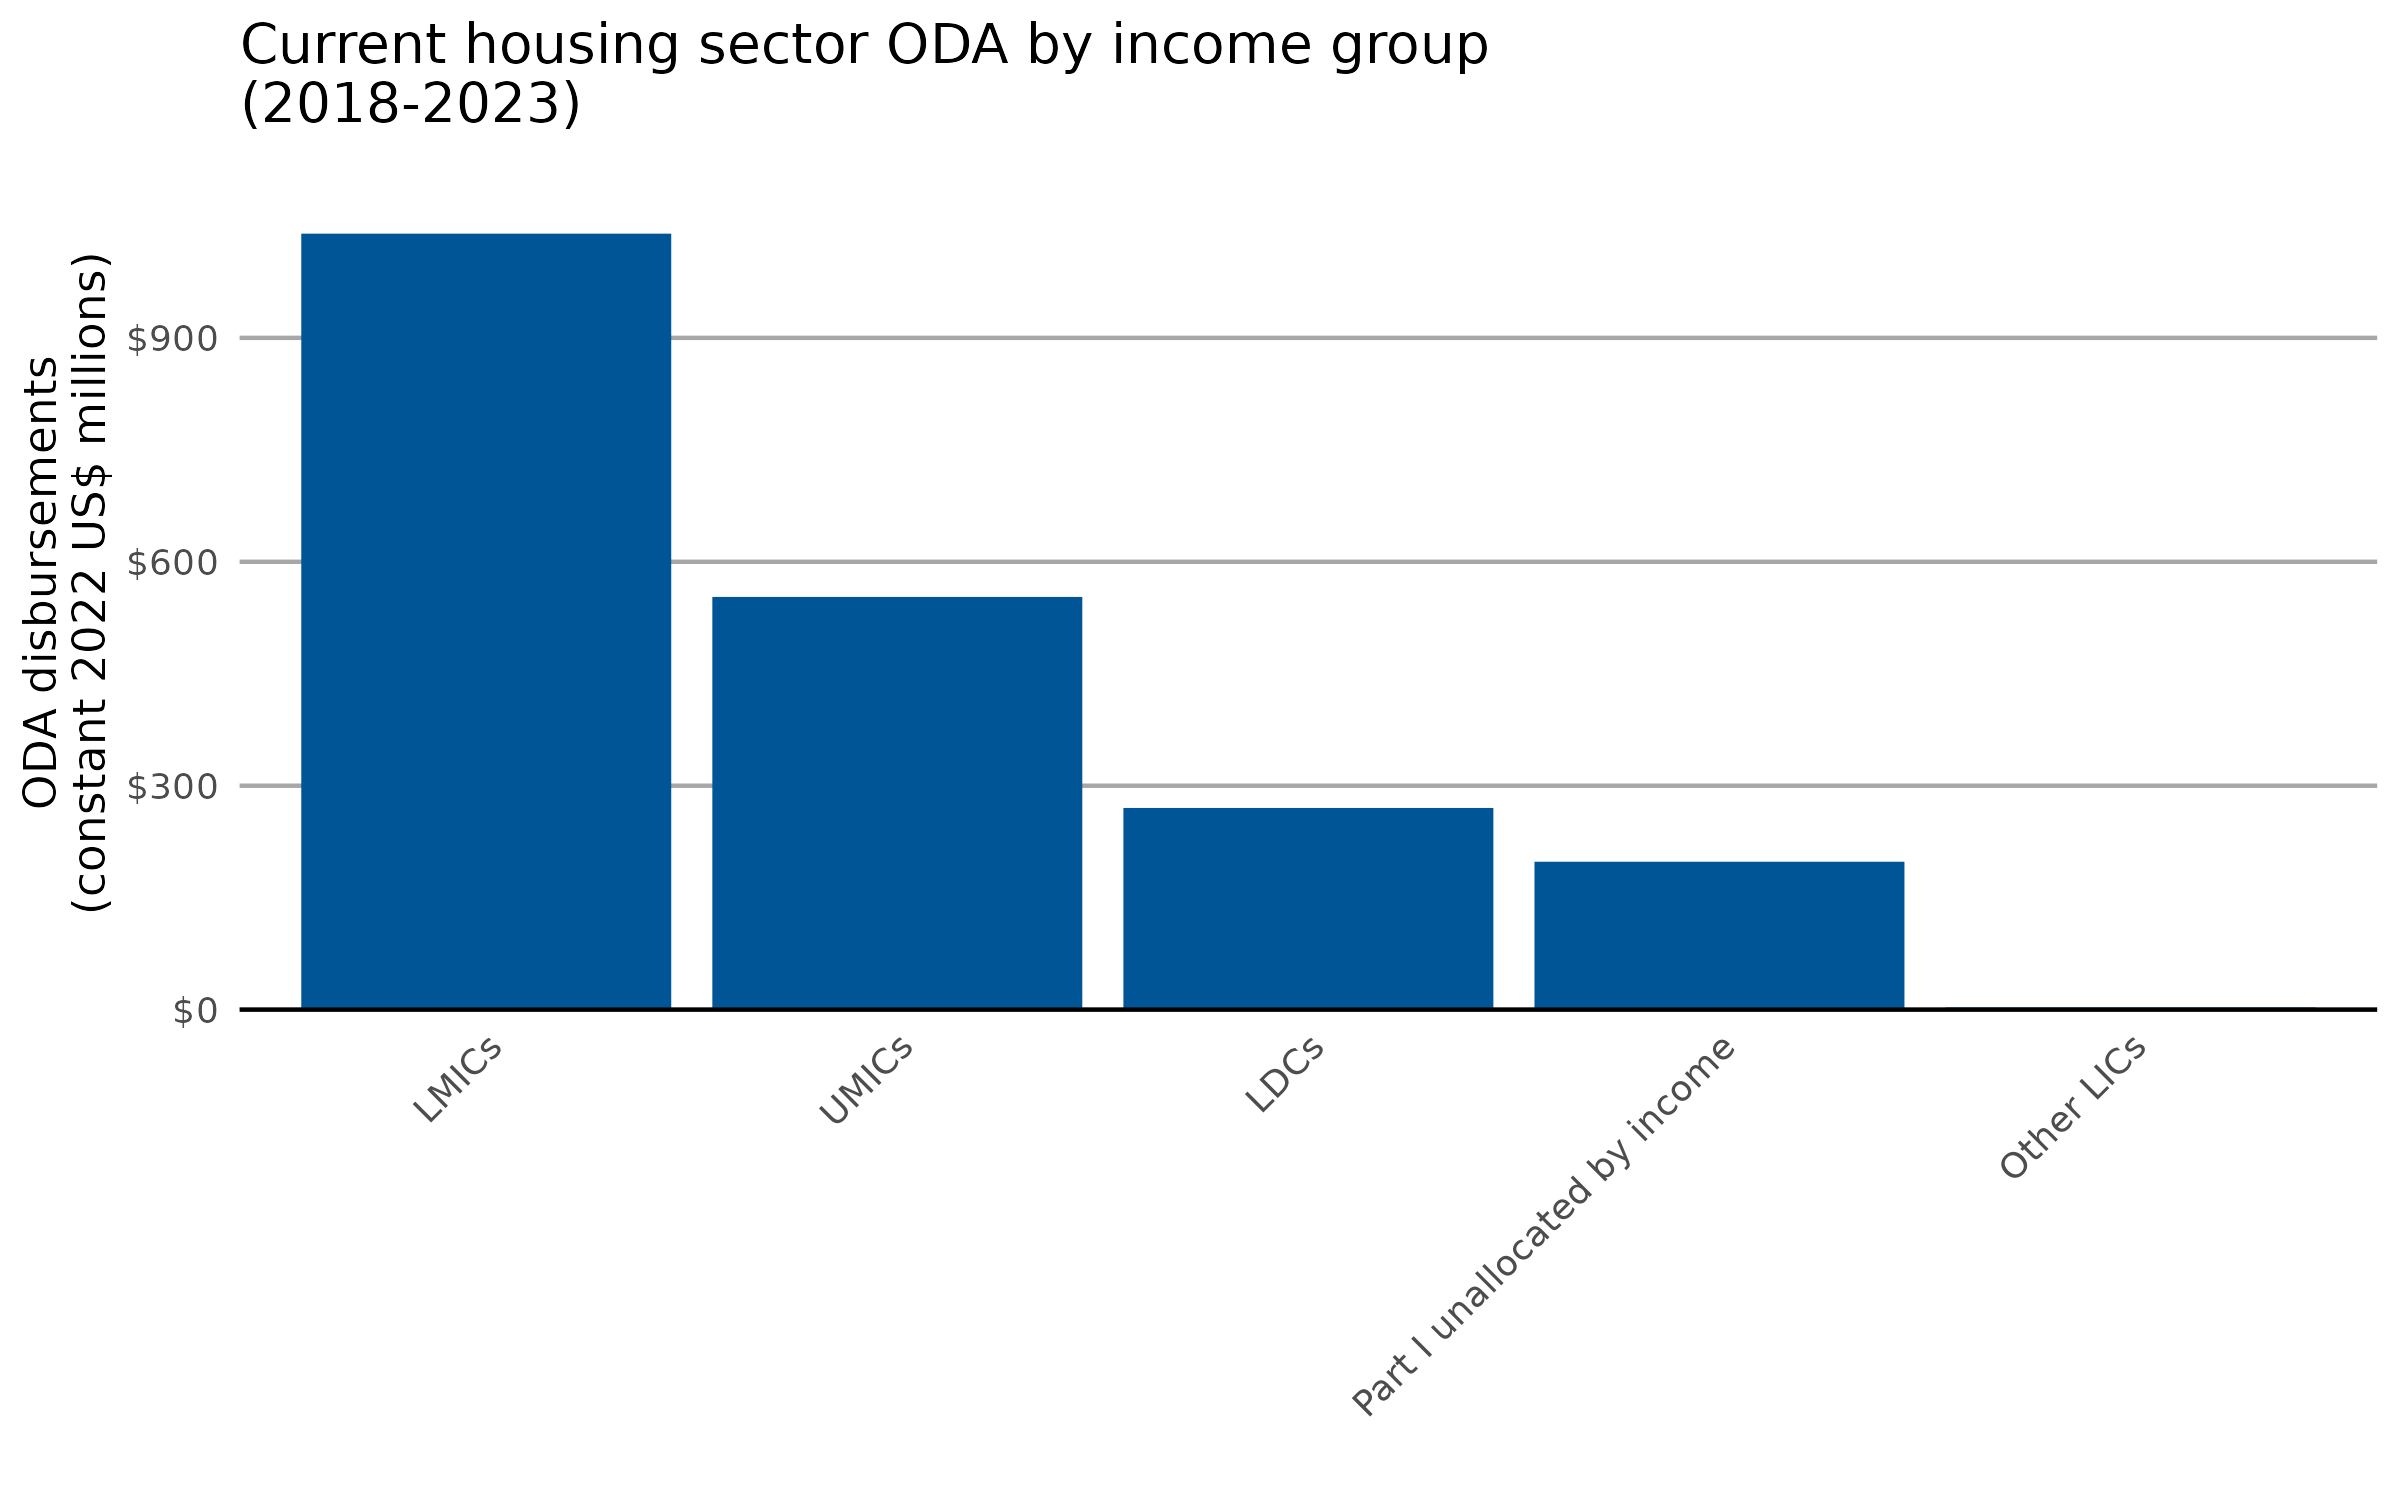 Current housing sector ODA by income group
(2018-2023)
ODA disbursements
(constant 2022 US$ millions)
$900
$600
$300
$0
LMICs
UMICs
LDCs
Part I unallocated by income
Other LICs